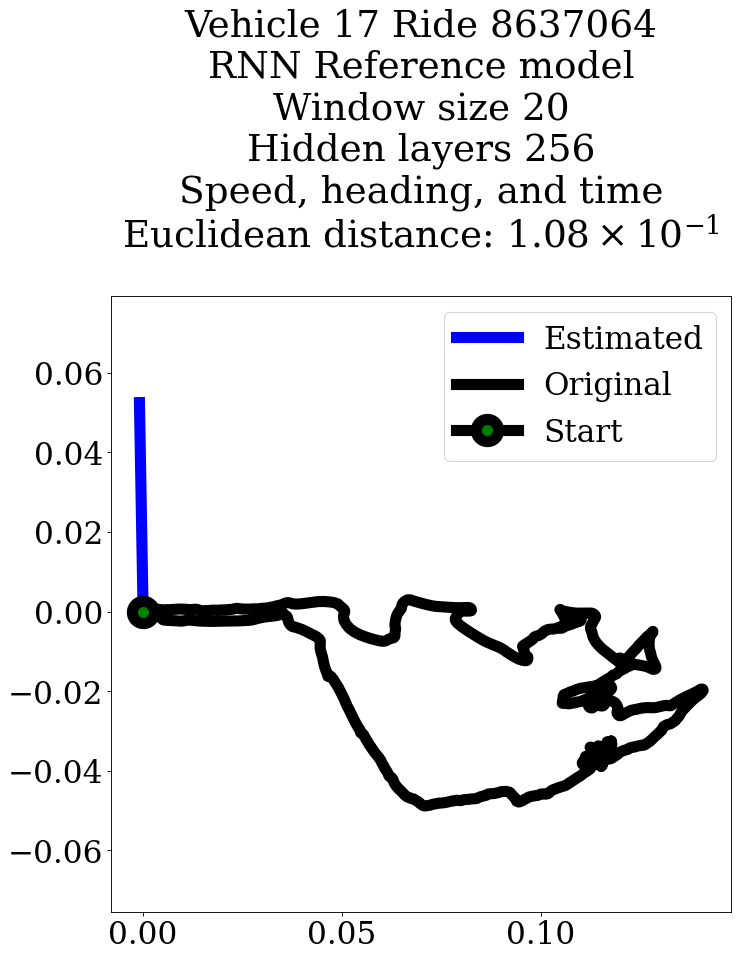 Vehicle 17 Ride 8637064
RNN Reference model
Window size 20
Hidden layers 256
Speed, heading, and time
Euclidean distance: 1.08 × 10⁻¹
Estimated
Original
Start
0.06
0.04
0.02
0.00
−0.02
−0.04
−0.06
0.00 0.05 0.10